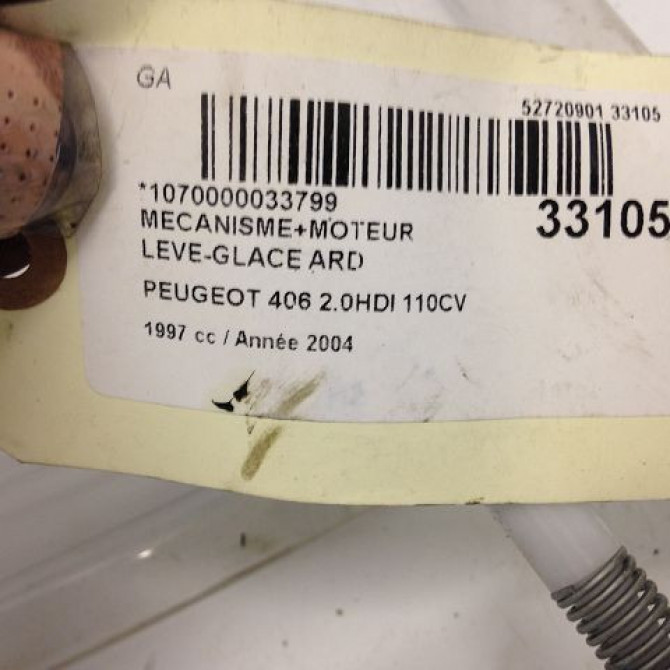 GA
52720901 33105
*1070000033799
33105
MECANISME+MOTEUR
LEVE-GLACE ARD
PEUGEOT 406 2.0HDI 110CV
1997 cc / Année 2004